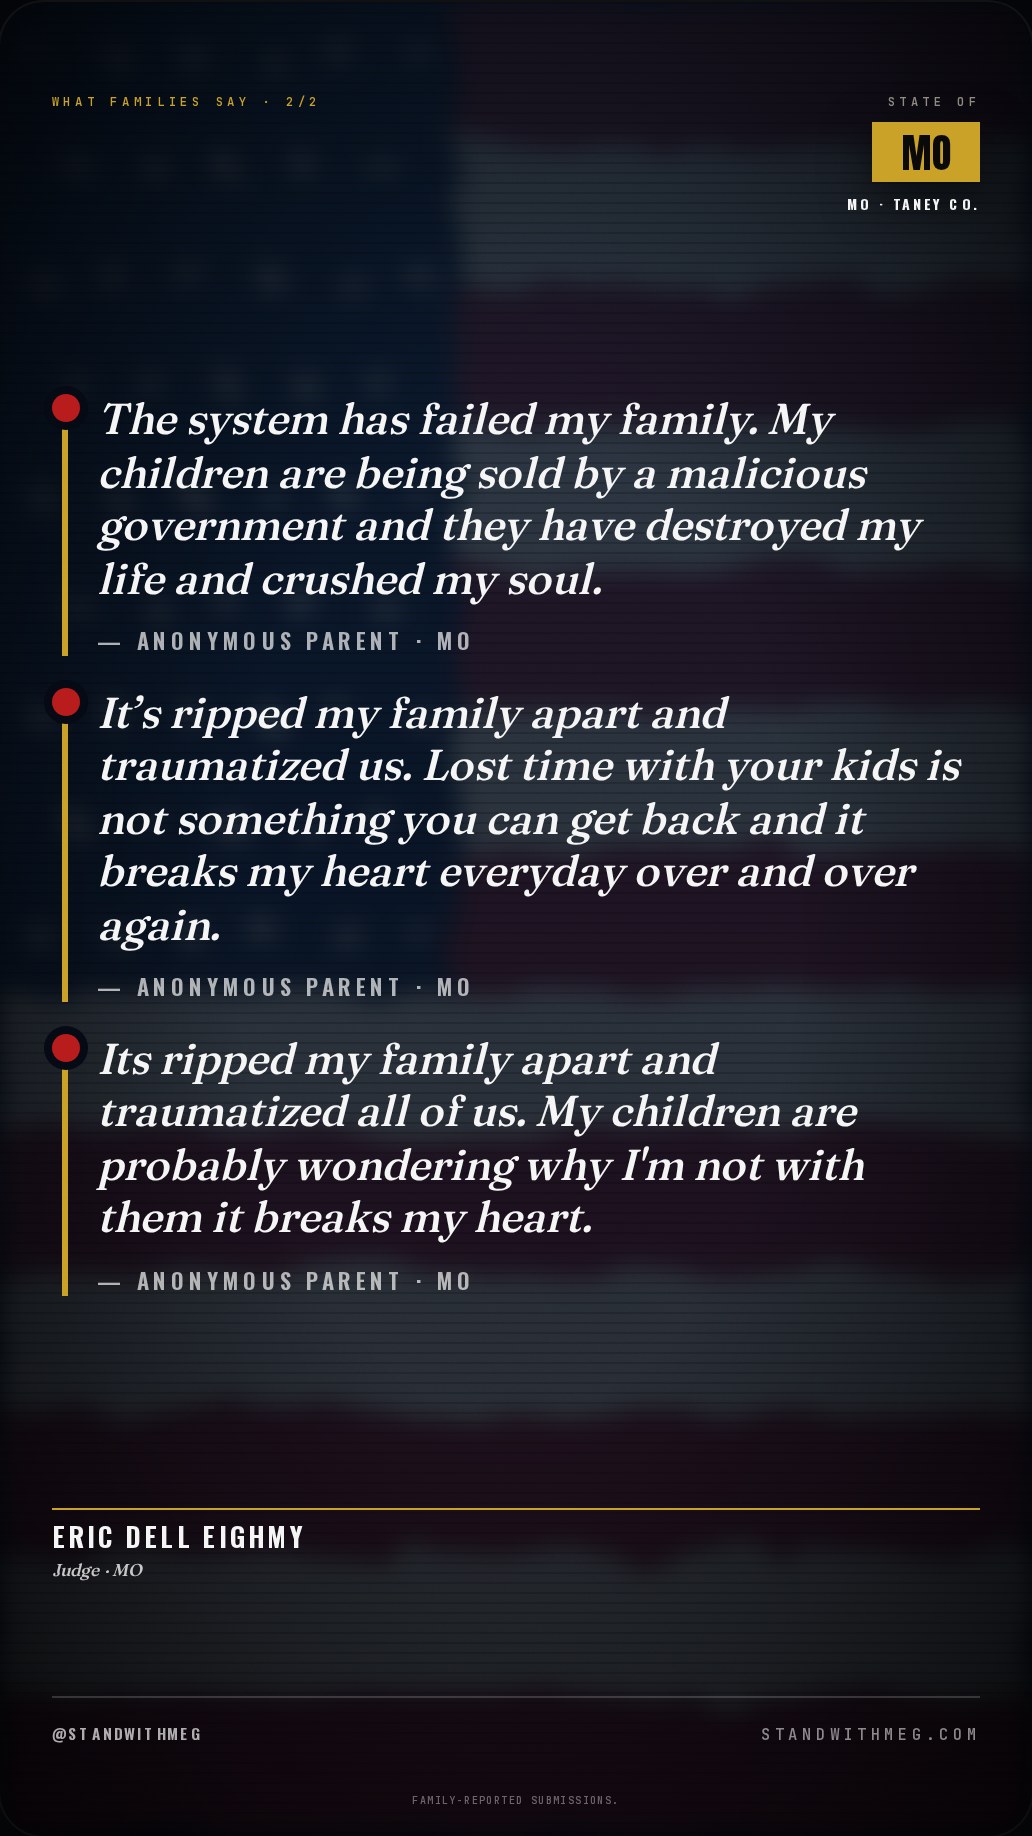 WHAT FAMILIES SAY · 2/2
STATE OF
MO
MO · TANEY CO.
The system has failed my family. My
children are being sold by a malicious
government and they have destroyed my
life and crushed my soul.
— ANONYMOUS PARENT · MO
It’s ripped my family apart and
traumatized us. Lost time with your kids is
not something you can get back and it
breaks my heart everyday over and over
again.
— ANONYMOUS PARENT · MO
Its ripped my family apart and
traumatized all of us. My children are
probably wondering why I'm not with
them it breaks my heart.
— ANONYMOUS PARENT · MO
ERIC DELL EIGHMY
Judge · MO
@STANDWITHMEG
STANDWITHMEG.COM
FAMILY-REPORTED SUBMISSIONS.